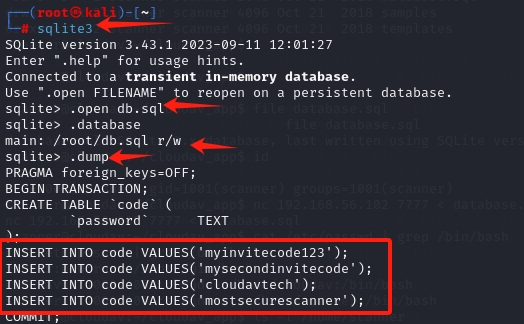 (root㉿kali)-[~]
# sqlite3
SQLite version 3.43.1 2023-09-11 12:01:27
Enter ".help" for usage hints.
Connected to a transient in-memory database.
Use ".open FILENAME" to reopen on a persistent database.
sqlite> .open db.sql
sqlite> .database
main: /root/db.sql r/w
sqlite> .dump
PRAGMA foreign_keys=OFF;
BEGIN TRANSACTION;
CREATE TABLE `code` (
`password` TEXT
);
INSERT INTO code VALUES('myinvitecode123');
INSERT INTO code VALUES('mysecondinvitecode');
INSERT INTO code VALUES('cloudavtech');
INSERT INTO code VALUES('mostsecurescanner');
COMMIT;